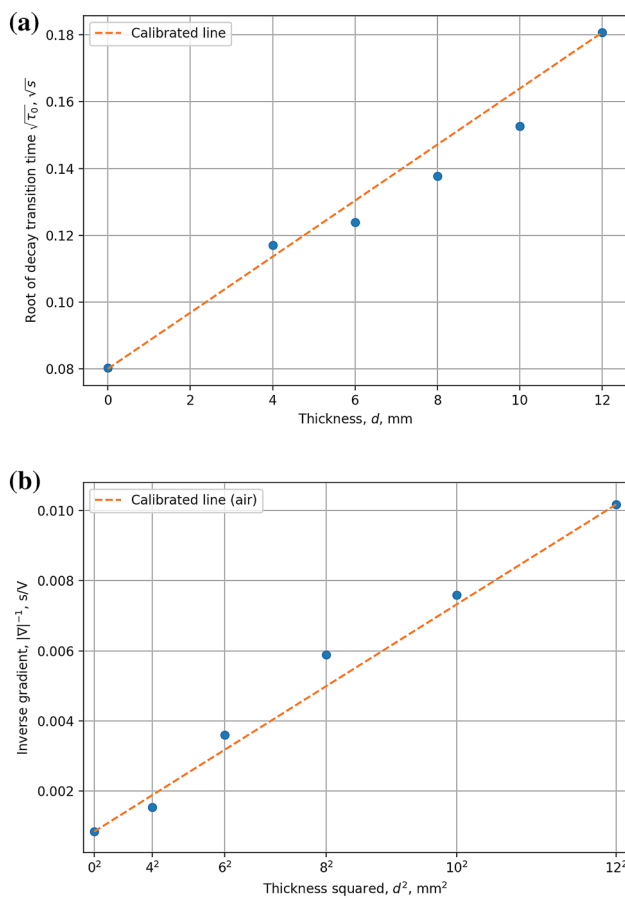 (a)
Calibrated line
0.18
0.16
0.14
0.12
0.10
0.08
Root of decay transition time √τ₀, √s
0 2 4 6 8 10 12
Thickness, d, mm
(b)
Calibrated line (air)
0.010
0.008
0.006
0.004
0.002
Inverse gradient, |∇|⁻¹, s/V
0² 4² 6² 8² 10² 12²
Thickness squared, d², mm²